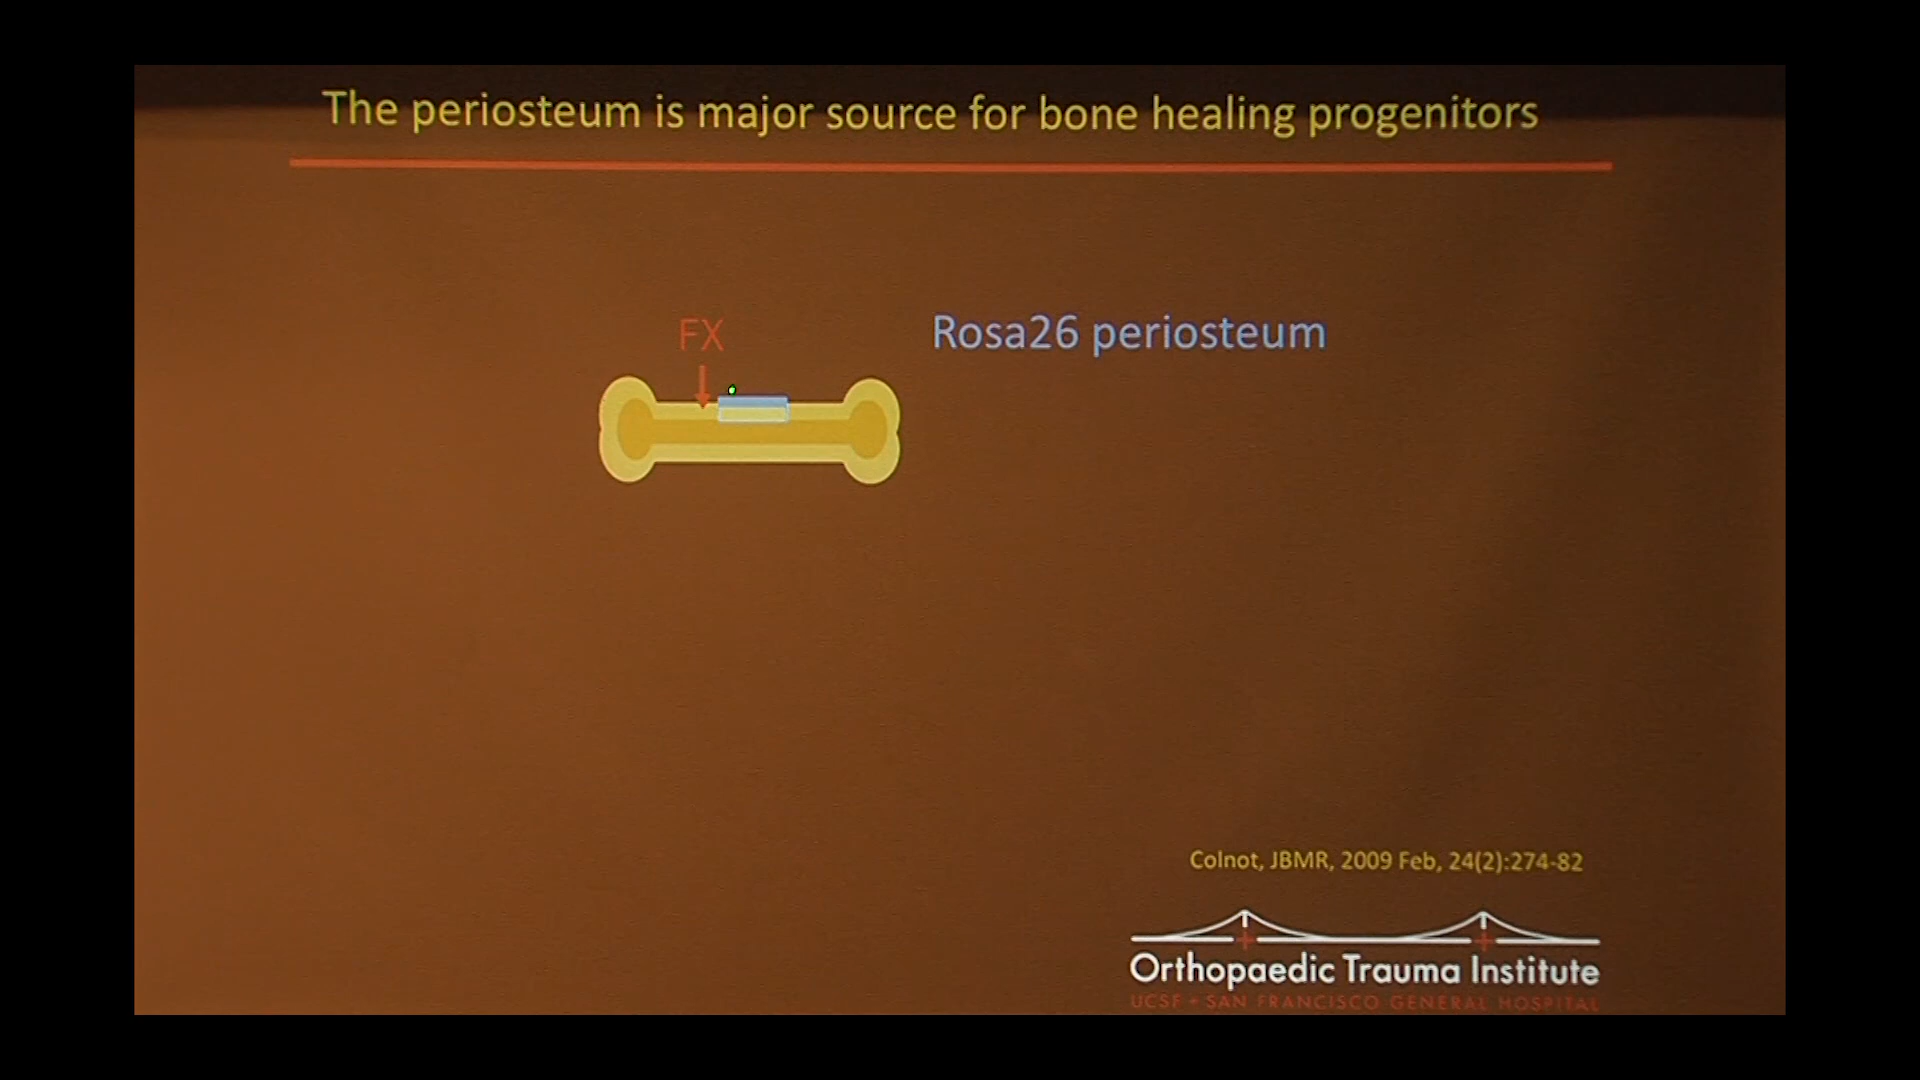 The periosteum is major source for bone healing progenitors
FX
Rosa26 periosteum
Colnot, JBMR, 2009 Feb, 24(2):274-82
Orthopaedic Trauma Institute
UCSF + SAN FRANCISCO GENERAL HOSPITAL